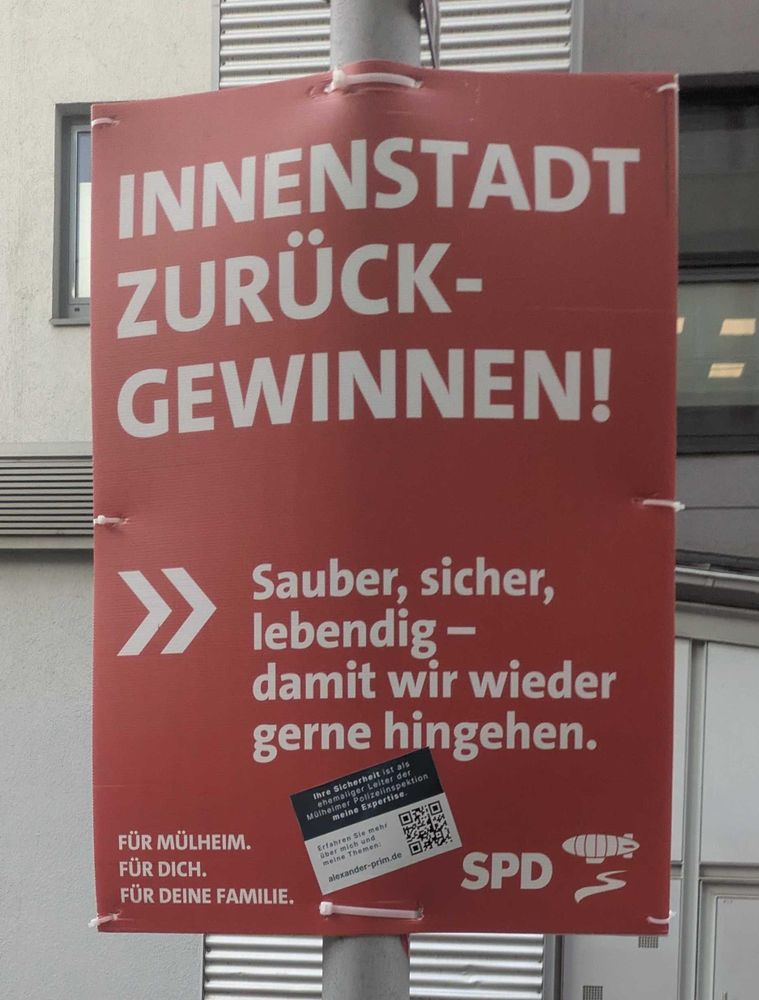 INNENSTADT
ZURÜCK-
GEWINNEN!
Sauber, sicher,
lebendig –
damit wir wieder
gerne hingehen.
Ihre Sicherheit ist als
ehemaliger Leiter der
Mülheimer Polizeiinspektion
meine Expertise.
Erfahren Sie mehr
über mich und
meine Themen:
alexander-prim.de
FÜR MÜLHEIM.
FÜR DICH.
FÜR DEINE FAMILIE.
SPD